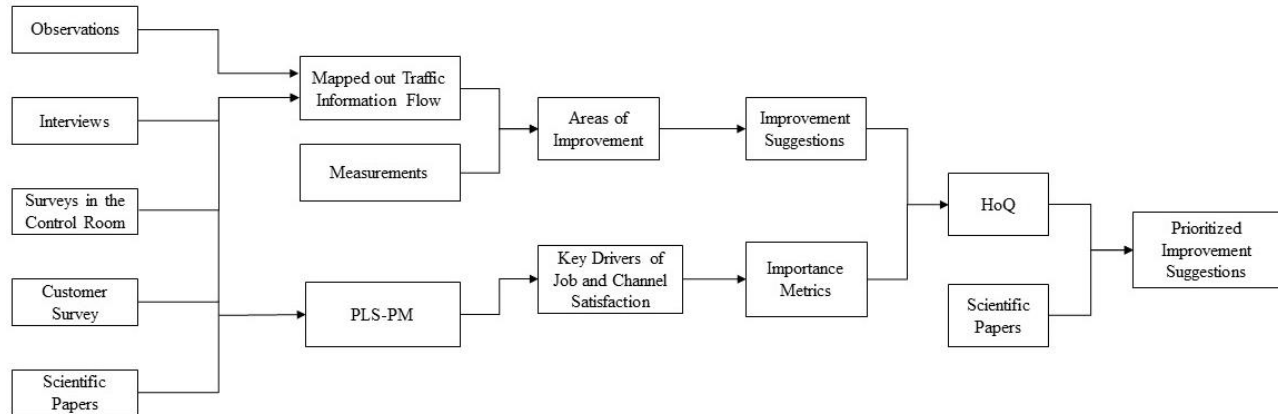 Observations
Interviews
Surveys in the
Control Room
Customer
Survey
Scientific
Papers
Mapped out Traffic
Information Flow
Measurements
PLS-PM
Areas of
Improvement
Key Drivers of
Job and Channel
Satisfaction
Improvement
Suggestions
Importance
Metrics
HoQ
Scientific
Papers
Prioritized
Improvement
Suggestions